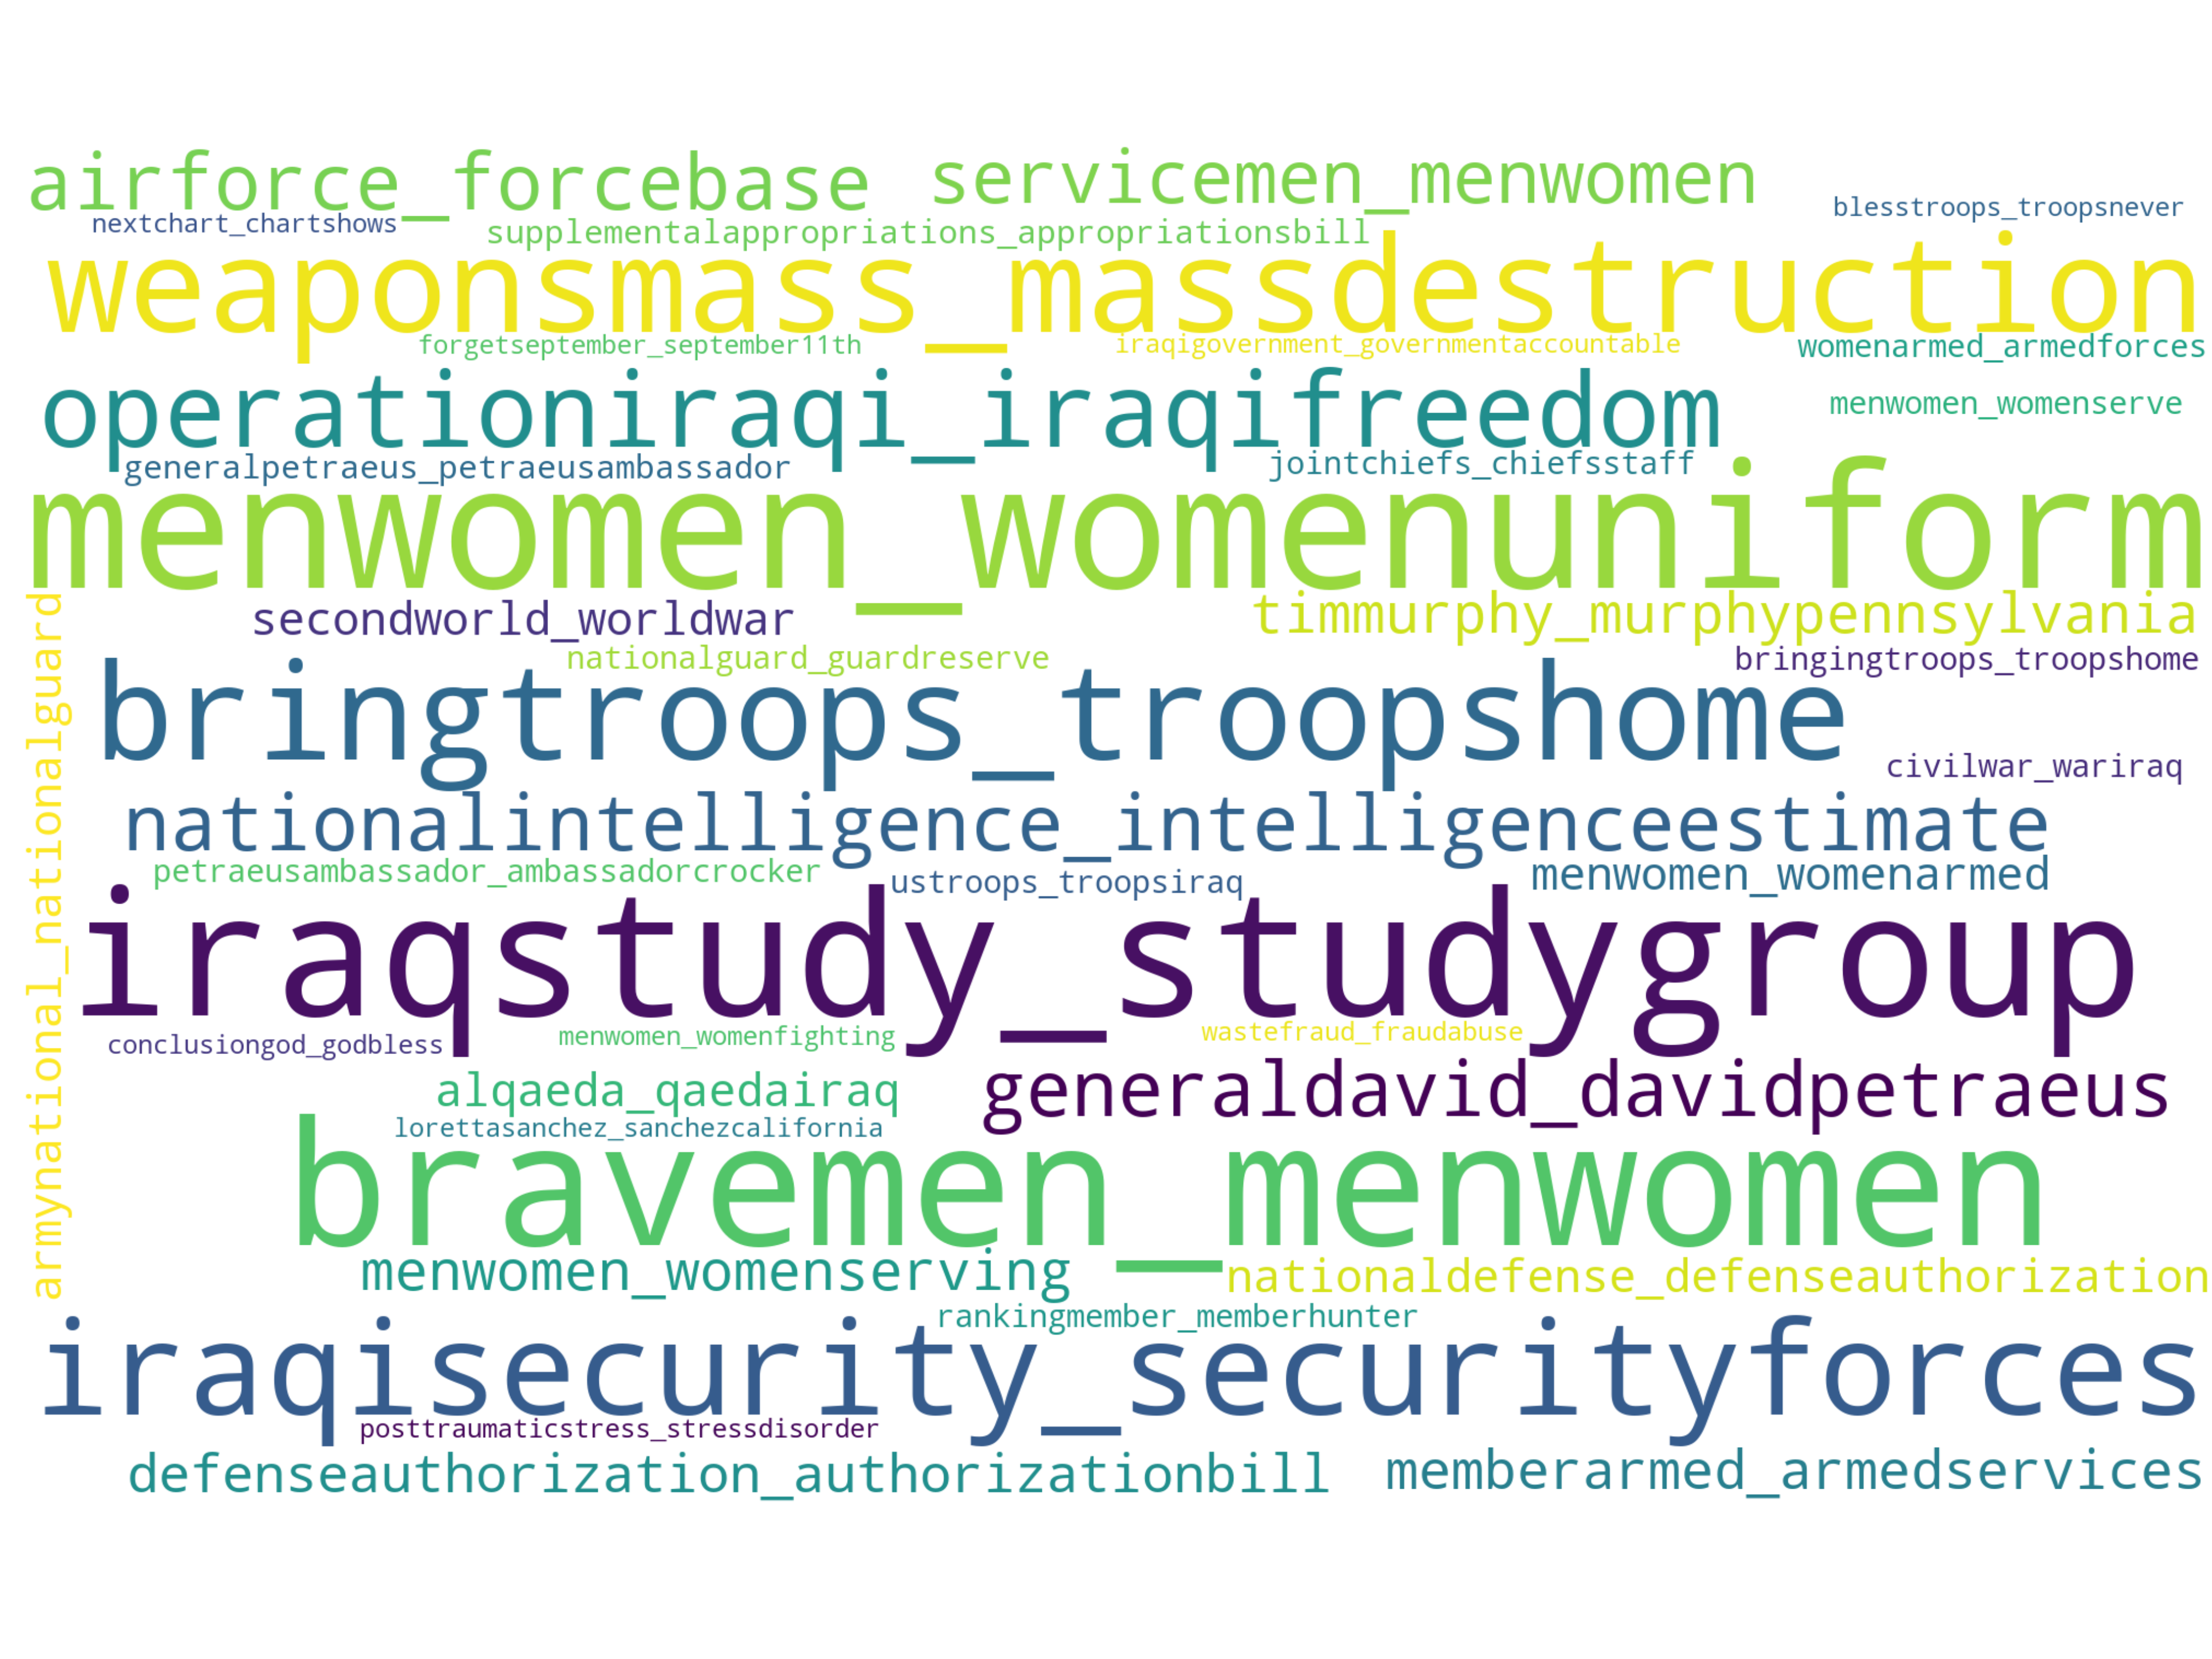 airforce_forcebase servicemen_menwomen
nextchart_chartshows supplementalappropriations_appropriationsbill blesstroops_troopsnever
weaponsmass_massdestruction
forgetseptember_september11th iraqigovernment_governmentaccountable womenarmed_armedforces
operationiraqi_iraqifreedom menwomen_womenserve
generalpetraeus_petraeusambassador jointchiefs_chiefsstaff
menwomen_womenuniform
armynational_nationalguard
secondworld_worldwar timmurphy_murphypennsylvania
nationalguard_guardreserve bringingtroops_troopshome
bringtroops_troopshome civilwar_wariraq
nationalintelligence_intelligenceestimate
petraeusambassador_ambassadorcrocker ustroops_troopsiraq menwomen_womenarmed
iraqstudy_studygroup
conclusiongod_godbless menwomen_womenfighting wastefraud_fraudabuse
alqaeda_qaedairaq generaldavid_davidpetraeus
lorettasanchez_sanchezcalifornia
bravemen_menwomen
menwomen_womenserving nationaldefense_defenseauthorization
rankingmember_memberhunter
iraqisecurity_securityforces
posttraumaticstress_stressdisorder
defenseauthorization_authorizationbill memberarmed_armedservices